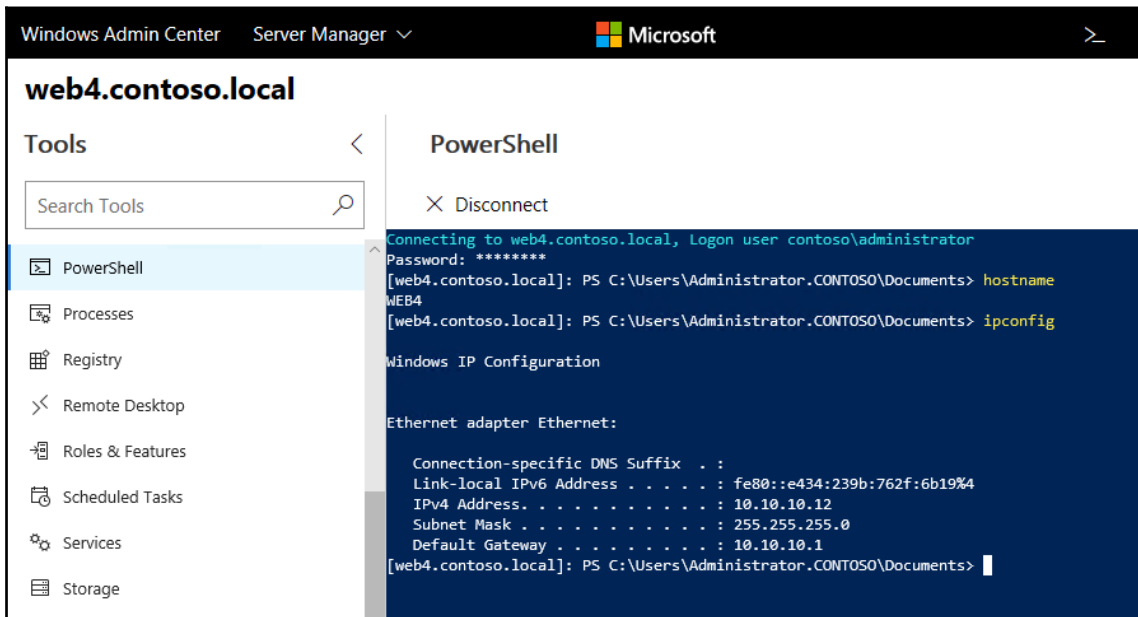 Windows Admin Center Server Manager Microsoft >_
web4.contoso.local
Tools
Search Tools
PowerShell
Processes
Registry
Remote Desktop
Roles & Features
Scheduled Tasks
Services
Storage
PowerShell
Disconnect
Connecting to web4.contoso.local, Logon user contoso\administrator
Password: ********
[web4.contoso.local]: PS C:\Users\Administrator.CONTOSO\Documents> hostname
WEB4
[web4.contoso.local]: PS C:\Users\Administrator.CONTOSO\Documents> ipconfig
Windows IP Configuration
Ethernet adapter Ethernet:
Connection-specific DNS Suffix . :
Link-local IPv6 Address . . . . . : fe80::e434:239b:762f:6b19%4
IPv4 Address. . . . . . . . . . . : 10.10.10.12
Subnet Mask . . . . . . . . . . . : 255.255.255.0
Default Gateway . . . . . . . . . : 10.10.10.1
[web4.contoso.local]: PS C:\Users\Administrator.CONTOSO\Documents>